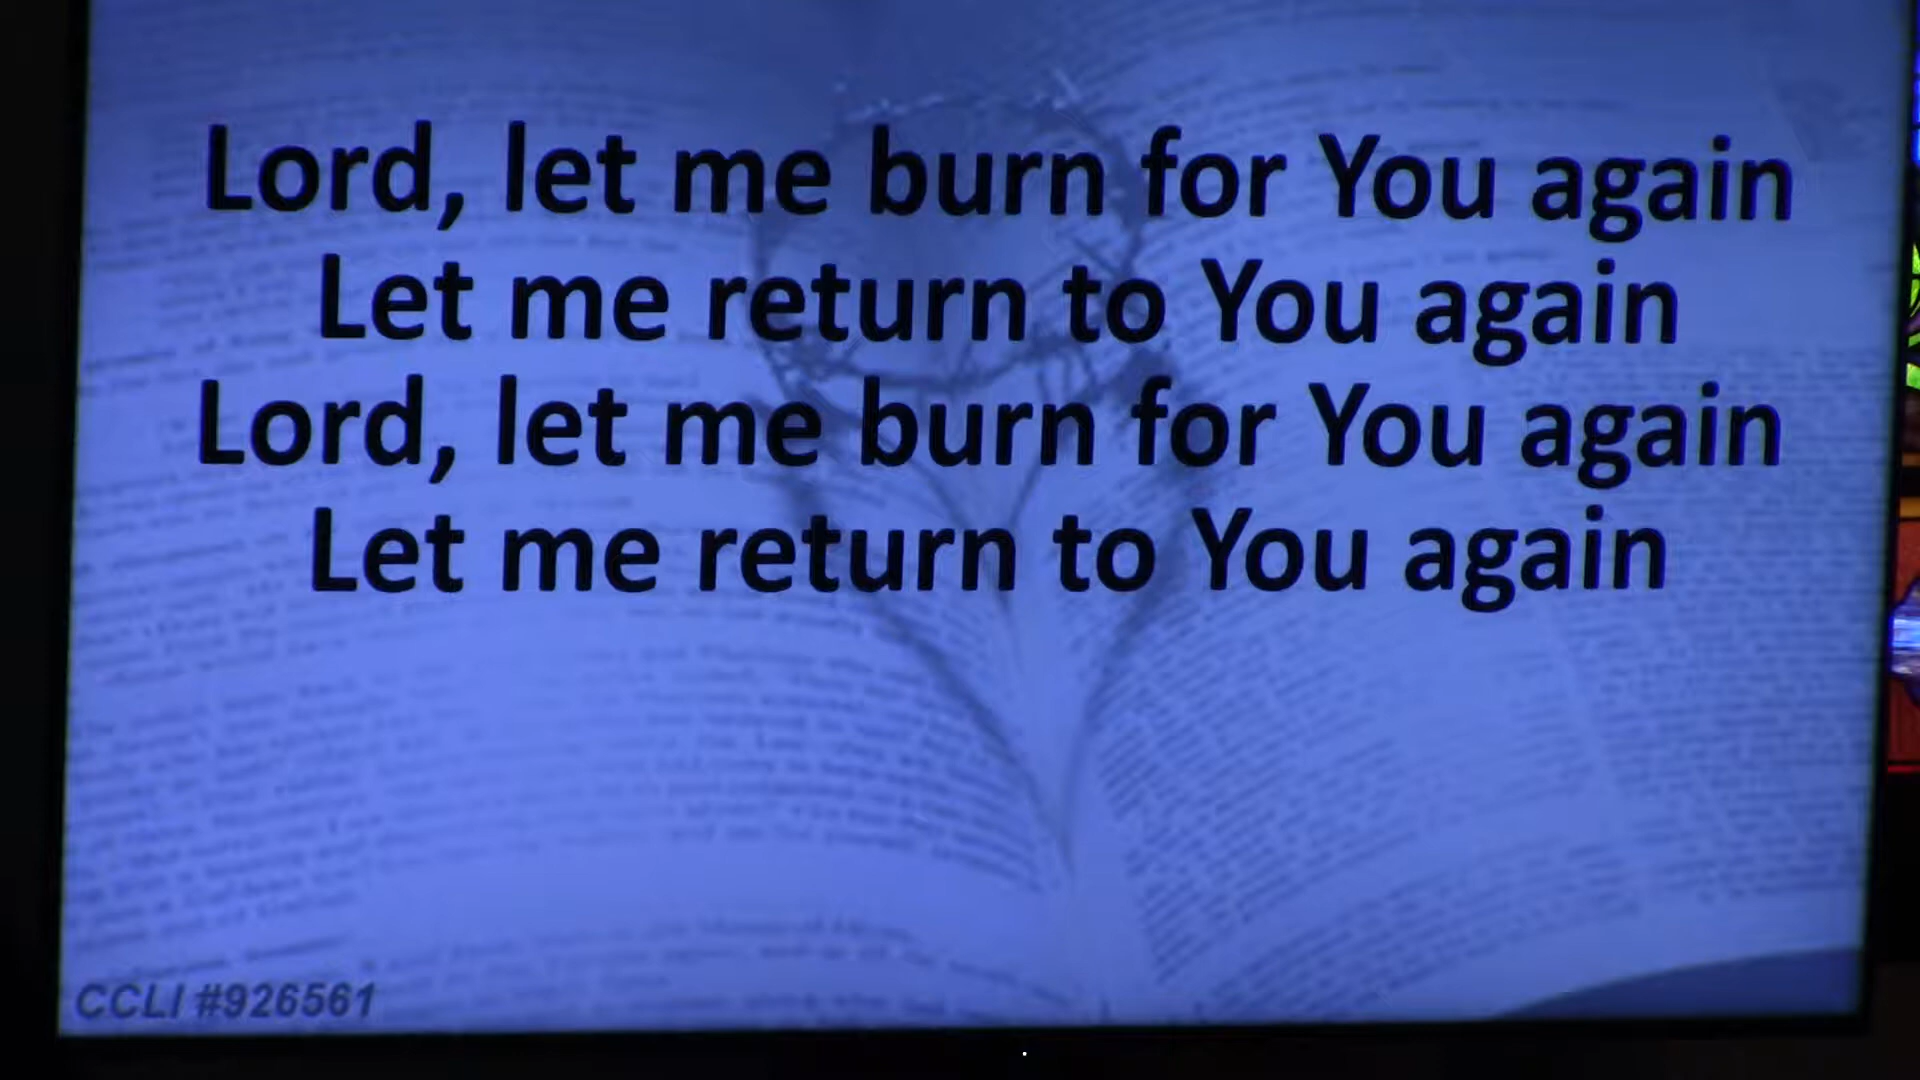 Lord, let me burn for You again
Let me return to You again
Lord, let me burn for You again
Let me return to You again
CCLI #926561